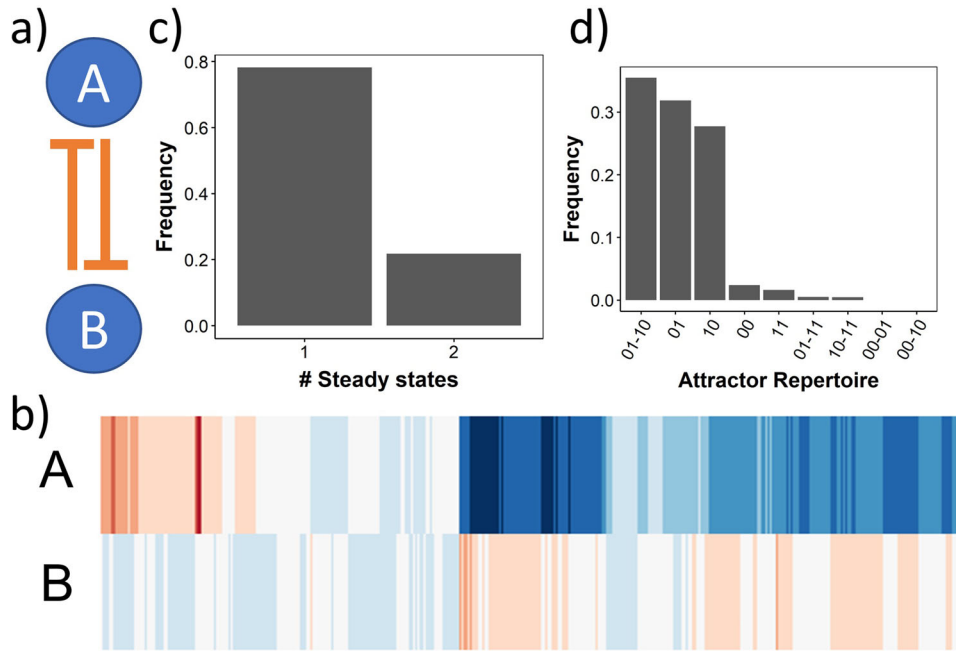 a)
A
B
c)
Frequency
0.8
0.6
0.4
0.2
0.0
1
2
# Steady states
d)
Frequency
0.3
0.2
0.1
0.0
01-10
01
10
00
11
01-11
10-11
00-01
00-10
Attractor Repertoire
b)
A
B